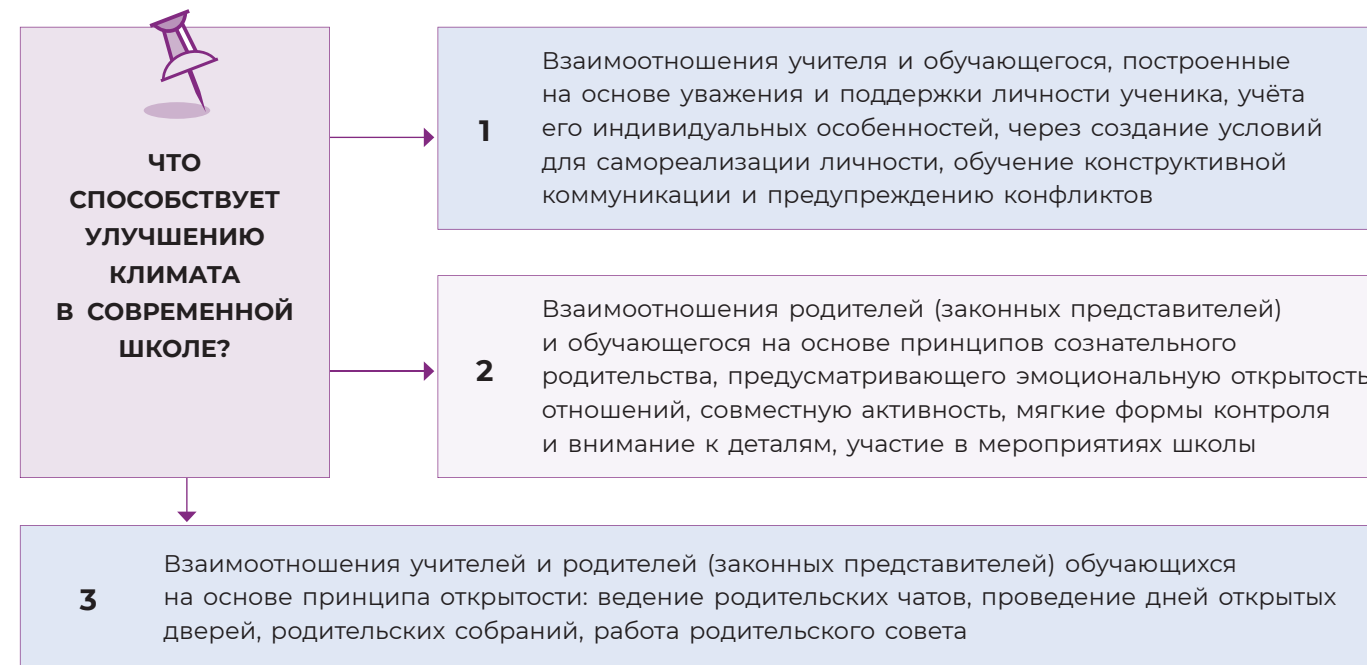 ЧТО
СПОСОБСТВУЕТ
УЛУЧШЕНИЮ
КЛИМАТА
В СОВРЕМЕННОЙ
ШКОЛЕ?
1
Взаимоотношения учителя и обучающегося, построенные
на основе уважения и поддержки личности ученика, учёта
его индивидуальных особенностей, через создание условий
для самореализации личности, обучение конструктивной
коммуникации и предупреждению конфликтов
2
Взаимоотношения родителей (законных представителей)
и обучающегося на основе принципов сознательного
родительства, предусматривающего эмоциональную открытость
отношений, совместную активность, мягкие формы контроля
и внимание к деталям, участие в мероприятиях школы
3
Взаимоотношения учителей и родителей (законных представителей) обучающихся
на основе принципа открытости: ведение родительских чатов, проведение дней открытых
дверей, родительских собраний, работа родительского совета